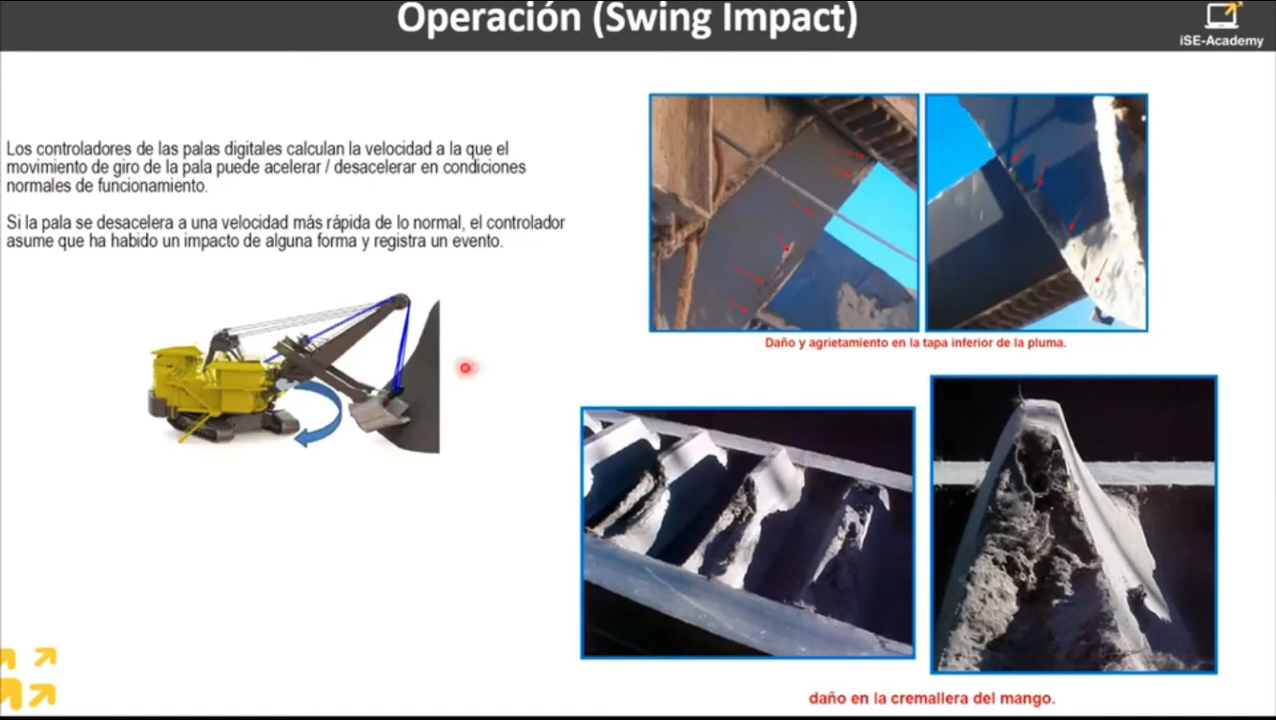 Operación (Swing Impact)
iSE-Academy
Los controladores de las palas digitales calculan la velocidad a la que el
movimiento de giro de la pala puede acelerar / desacelerar en condiciones
normales de funcionamiento.
Si la pala se desacelera a una velocidad más rápida de lo normal, el controlador
asume que ha habido un impacto de alguna forma y registra un evento.
Daño y agrietamiento en la tapa inferior de la pluma.
daño en la cremallera del mango.